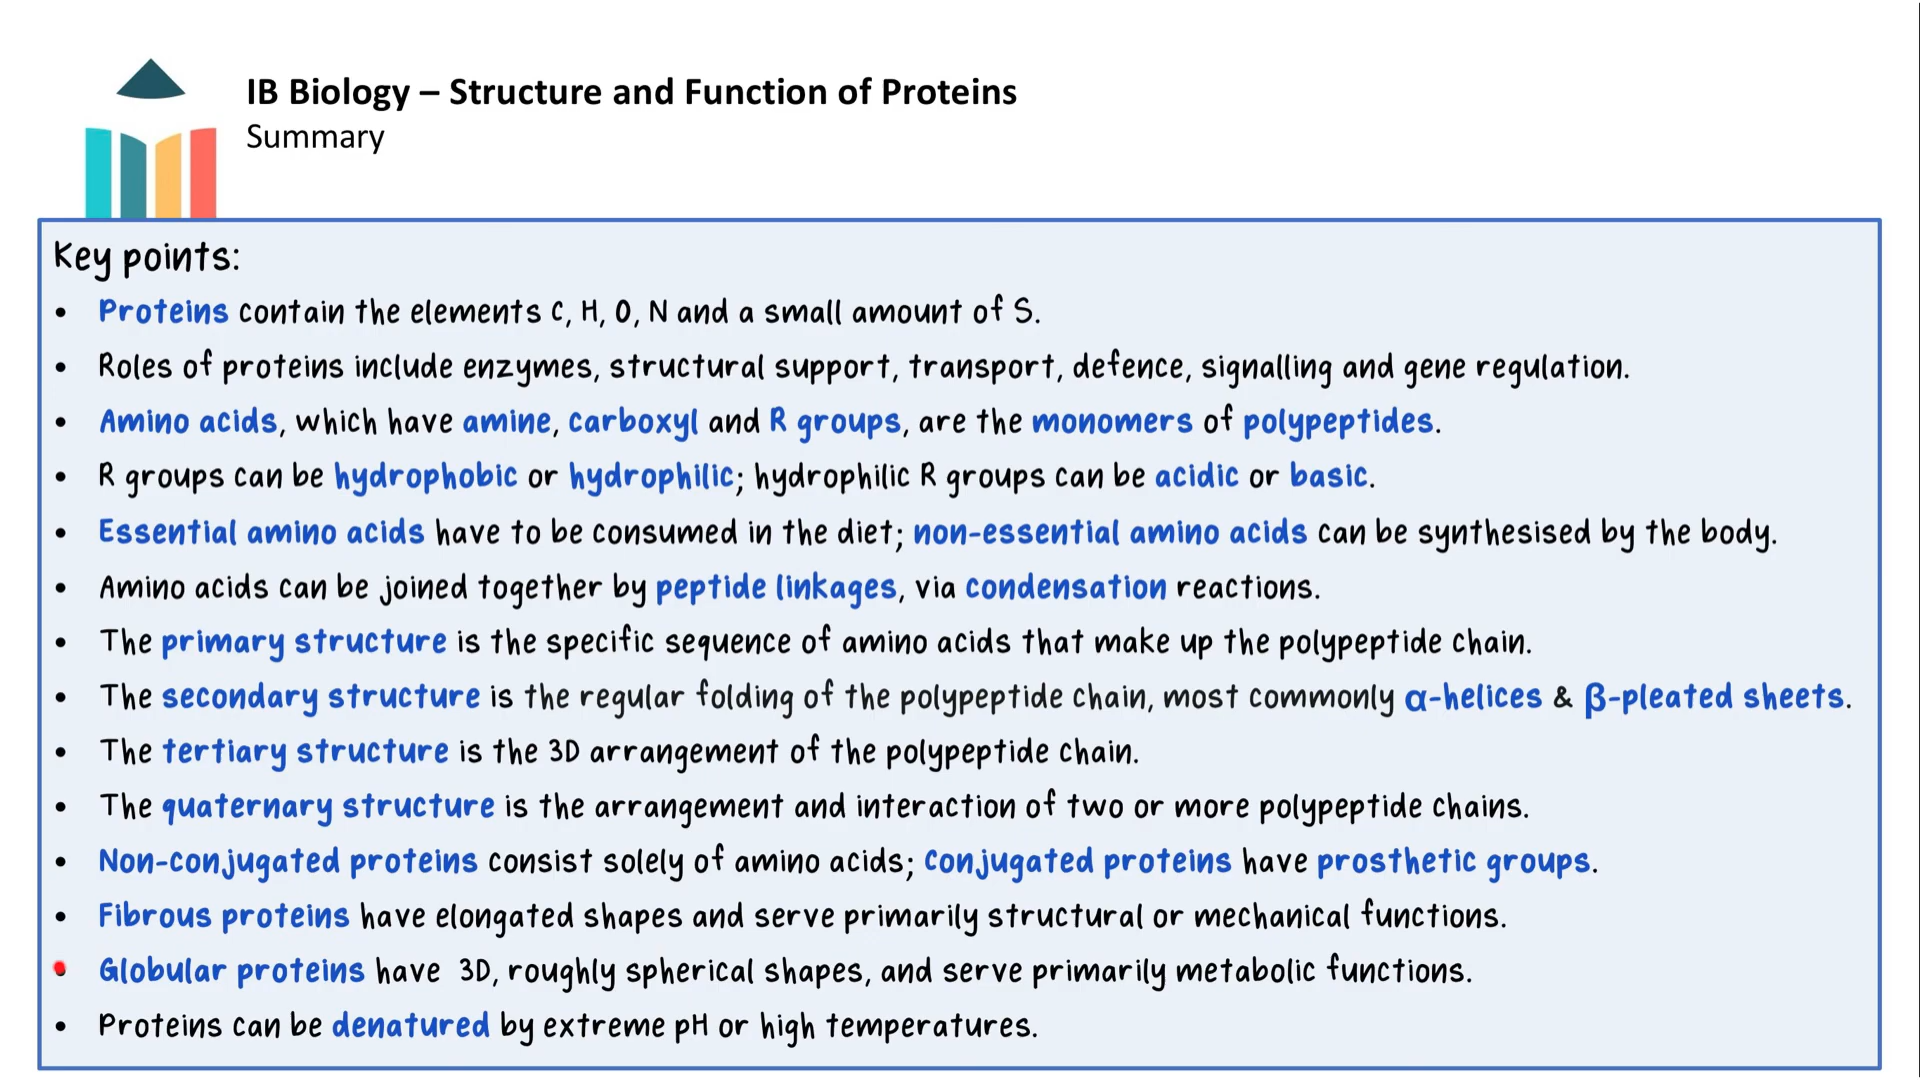 IB Biology – Structure and Function of Proteins
Summary
Key points:
• Proteins contain the elements C, H, O, N and a small amount of S.
• Roles of proteins include enzymes, structural support, transport, defence, signalling and gene regulation.
• Amino acids, which have amine, carboxyl and R groups, are the monomers of polypeptides.
• R groups can be hydrophobic or hydrophilic; hydrophilic R groups can be acidic or basic.
• Essential amino acids have to be consumed in the diet; non-essential amino acids can be synthesised by the body.
• Amino acids can be joined together by peptide linkages, via condensation reactions.
• The primary structure is the specific sequence of amino acids that make up the polypeptide chain.
• The secondary structure is the regular folding of the polypeptide chain, most commonly α-helices & β-pleated sheets.
• The tertiary structure is the 3D arrangement of the polypeptide chain.
• The quaternary structure is the arrangement and interaction of two or more polypeptide chains.
• Non-conjugated proteins consist solely of amino acids; conjugated proteins have prosthetic groups.
• Fibrous proteins have elongated shapes and serve primarily structural or mechanical functions.
• Globular proteins have 3D, roughly spherical shapes, and serve primarily metabolic functions.
• Proteins can be denatured by extreme pH or high temperatures.